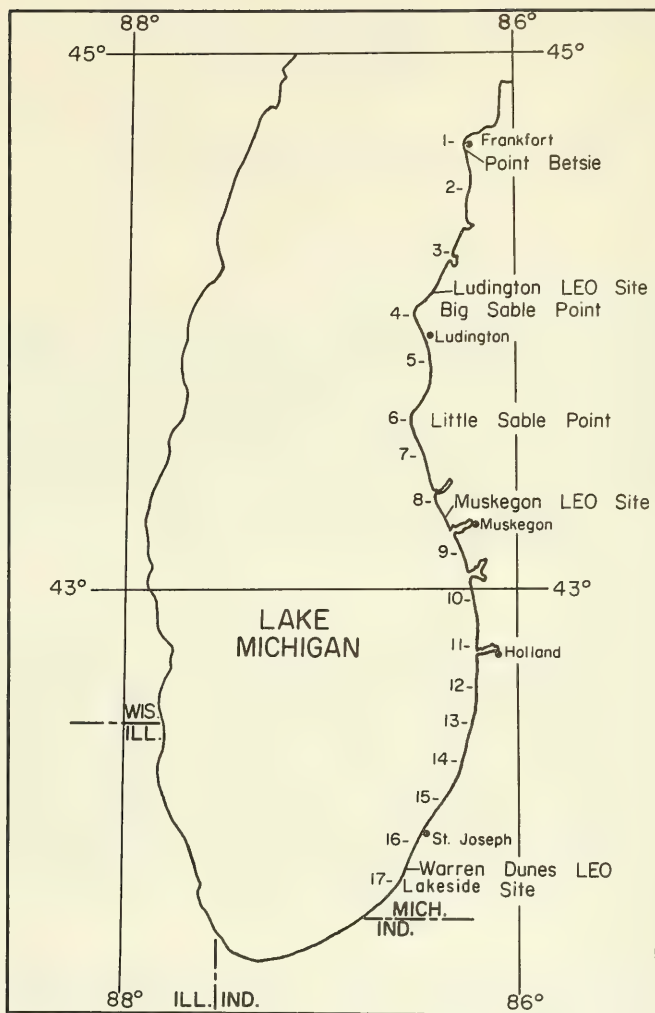 88°
86°
45°
45°
1-
Frankfort
Point Betsie
2-
3-
Ludington LEO Site
4-
Big Sable Point
Ludington
5-
6-
Little Sable Point
7-
8-
Muskegon LEO Site
Muskegon
9-
43°
43°
10-
LAKE
MICHIGAN
11-
Holland
12-
WIS.
ILL.
13-
14-
15-
16-
St. Joseph
Warren Dunes LEO
17-
Lakeside Site
MICH.
IND.
88°
ILL.
IND.
86°